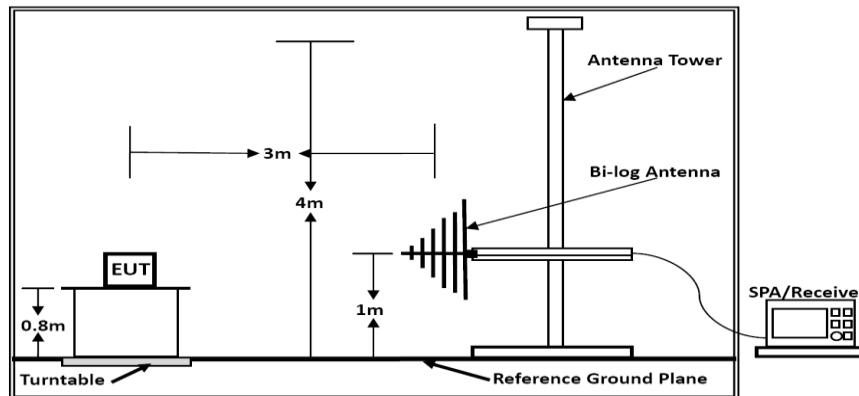 Antenna Tower
3m
Bi-log Antenna
4m
EUT
1m
SPA/Receive
0.8m
Turntable
Reference Ground Plane